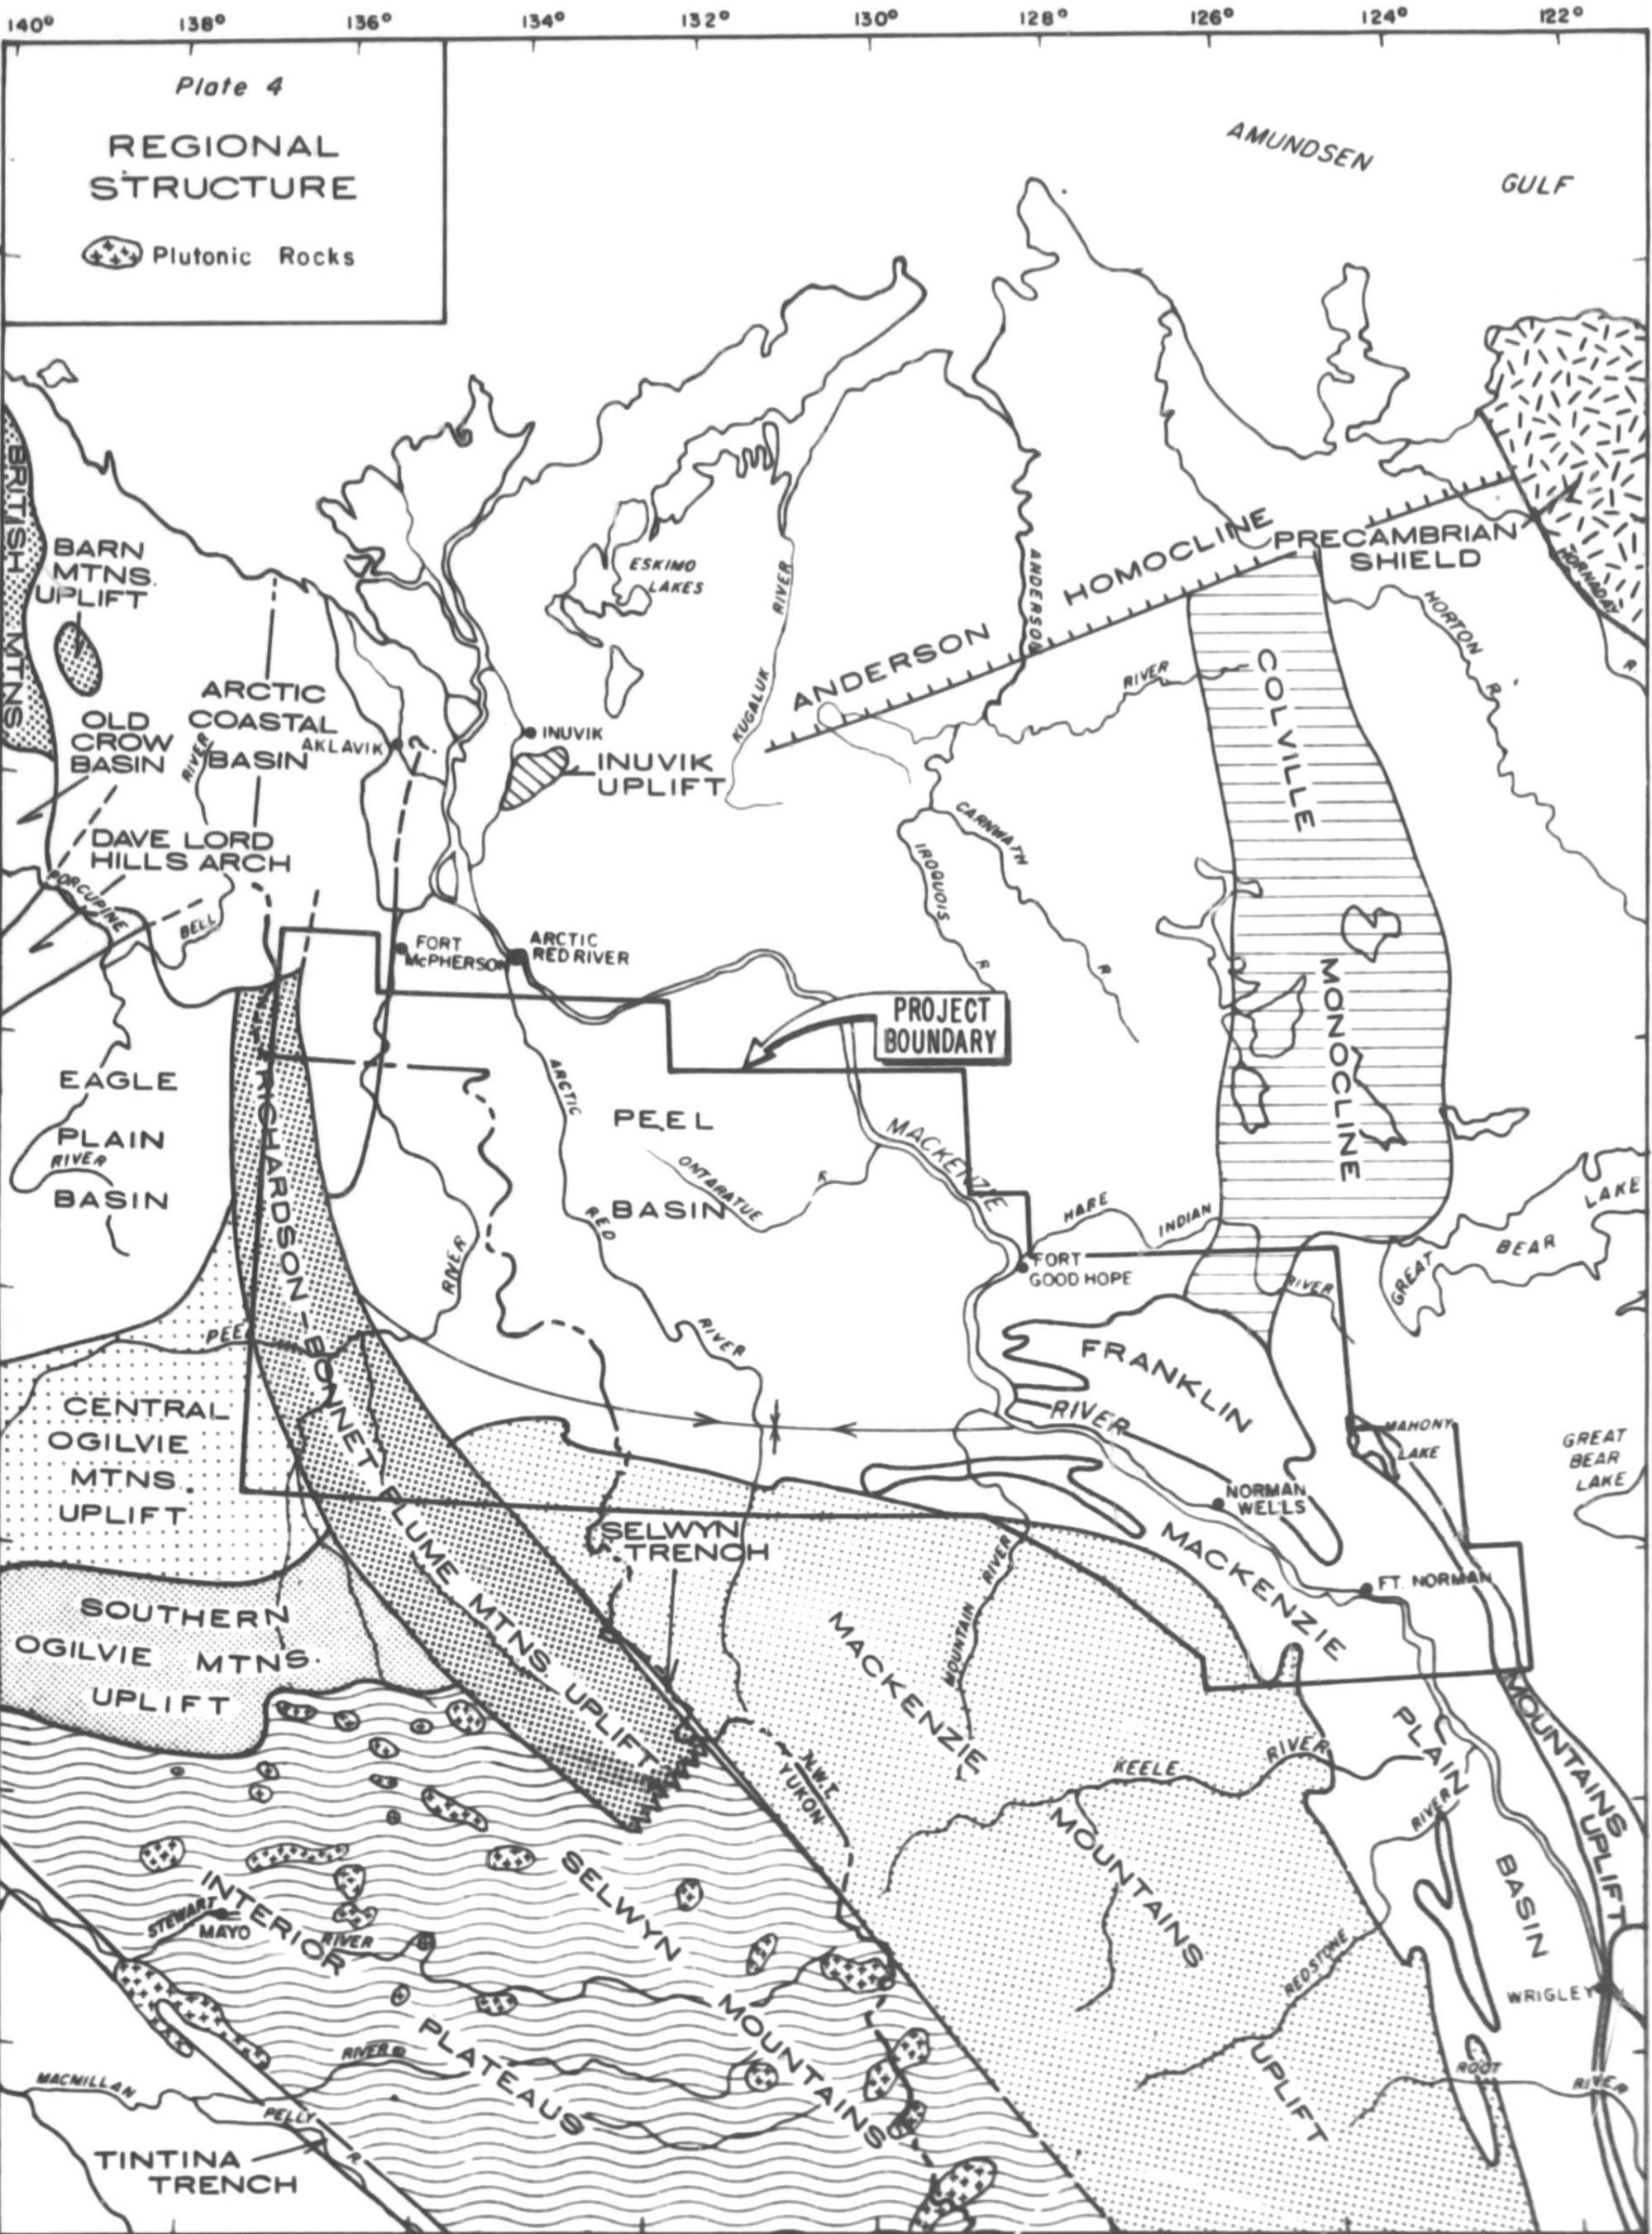 140° 138° 136° 134° 132° 130° 128° 126° 124° 122°
Plate 4
REGIONAL
STRUCTURE
Plutonic Rocks
AMUNDSEN
GULF
BRITISH MTNS
BARN
MTNS.
UPLIFT
ESKIMO
LAKES
RIVER
KUGALUK
ANDERSON
RIVER
ANDERSON HOMOCLINE
PRECAMBRIAN
SHIELD
HORNADAY
R.
HORTON
R.
COLVILLE
MONOCLINE
ARCTIC
COASTAL
BASIN
OLD
CROW
BASIN
RIVER
AKLAVIK
?
INUVIK
INUVIK
UPLIFT
DAVE LORD
HILLS ARCH
PORCUPINE
BELL
CARNWATH
R
IROQUOIS
R
FORT
McPHERSON
ARCTIC
RED RIVER
PROJECT
BOUNDARY
EAGLE
PLAIN
RIVER
BASIN
RICHARDSON-BONNET PLUME MTNS. UPLIFT
ARCTIC
RED
RIVER
PEEL
BASIN
ONTARATUE
R
MACKENZIE
RIVER
HARE
INDIAN
RIVER
FORT
GOOD HOPE
GREAT
BEAR
LAKE
PEEL
RIVER
CENTRAL
OGILVIE
MTNS.
UPLIFT
FRANKLIN
MAHONY
LAKE
GREAT
BEAR
LAKE
NORMAN
WELLS
SELWYN
TRENCH
MACKENZIE
FT. NORMAN
SOUTHERN
OGILVIE MTNS.
UPLIFT
MACKENZIE
MOUNTAINS
UPLIFT
MOUNTAIN
RIVER
PLAIN
BASIN
MOUNTAINS
UPLIFT
N.W.T.
YUKON
KEELE
RIVER
RIVER
INTERIOR
PLATEAUS
SELWYN
MOUNTAINS
STEWART
MAYO
RIVER
REDSTONE
WRIGLEY
RIVER
MACMILLAN
PELLY
R.
ROOT
RIVER
TINTINA
TRENCH